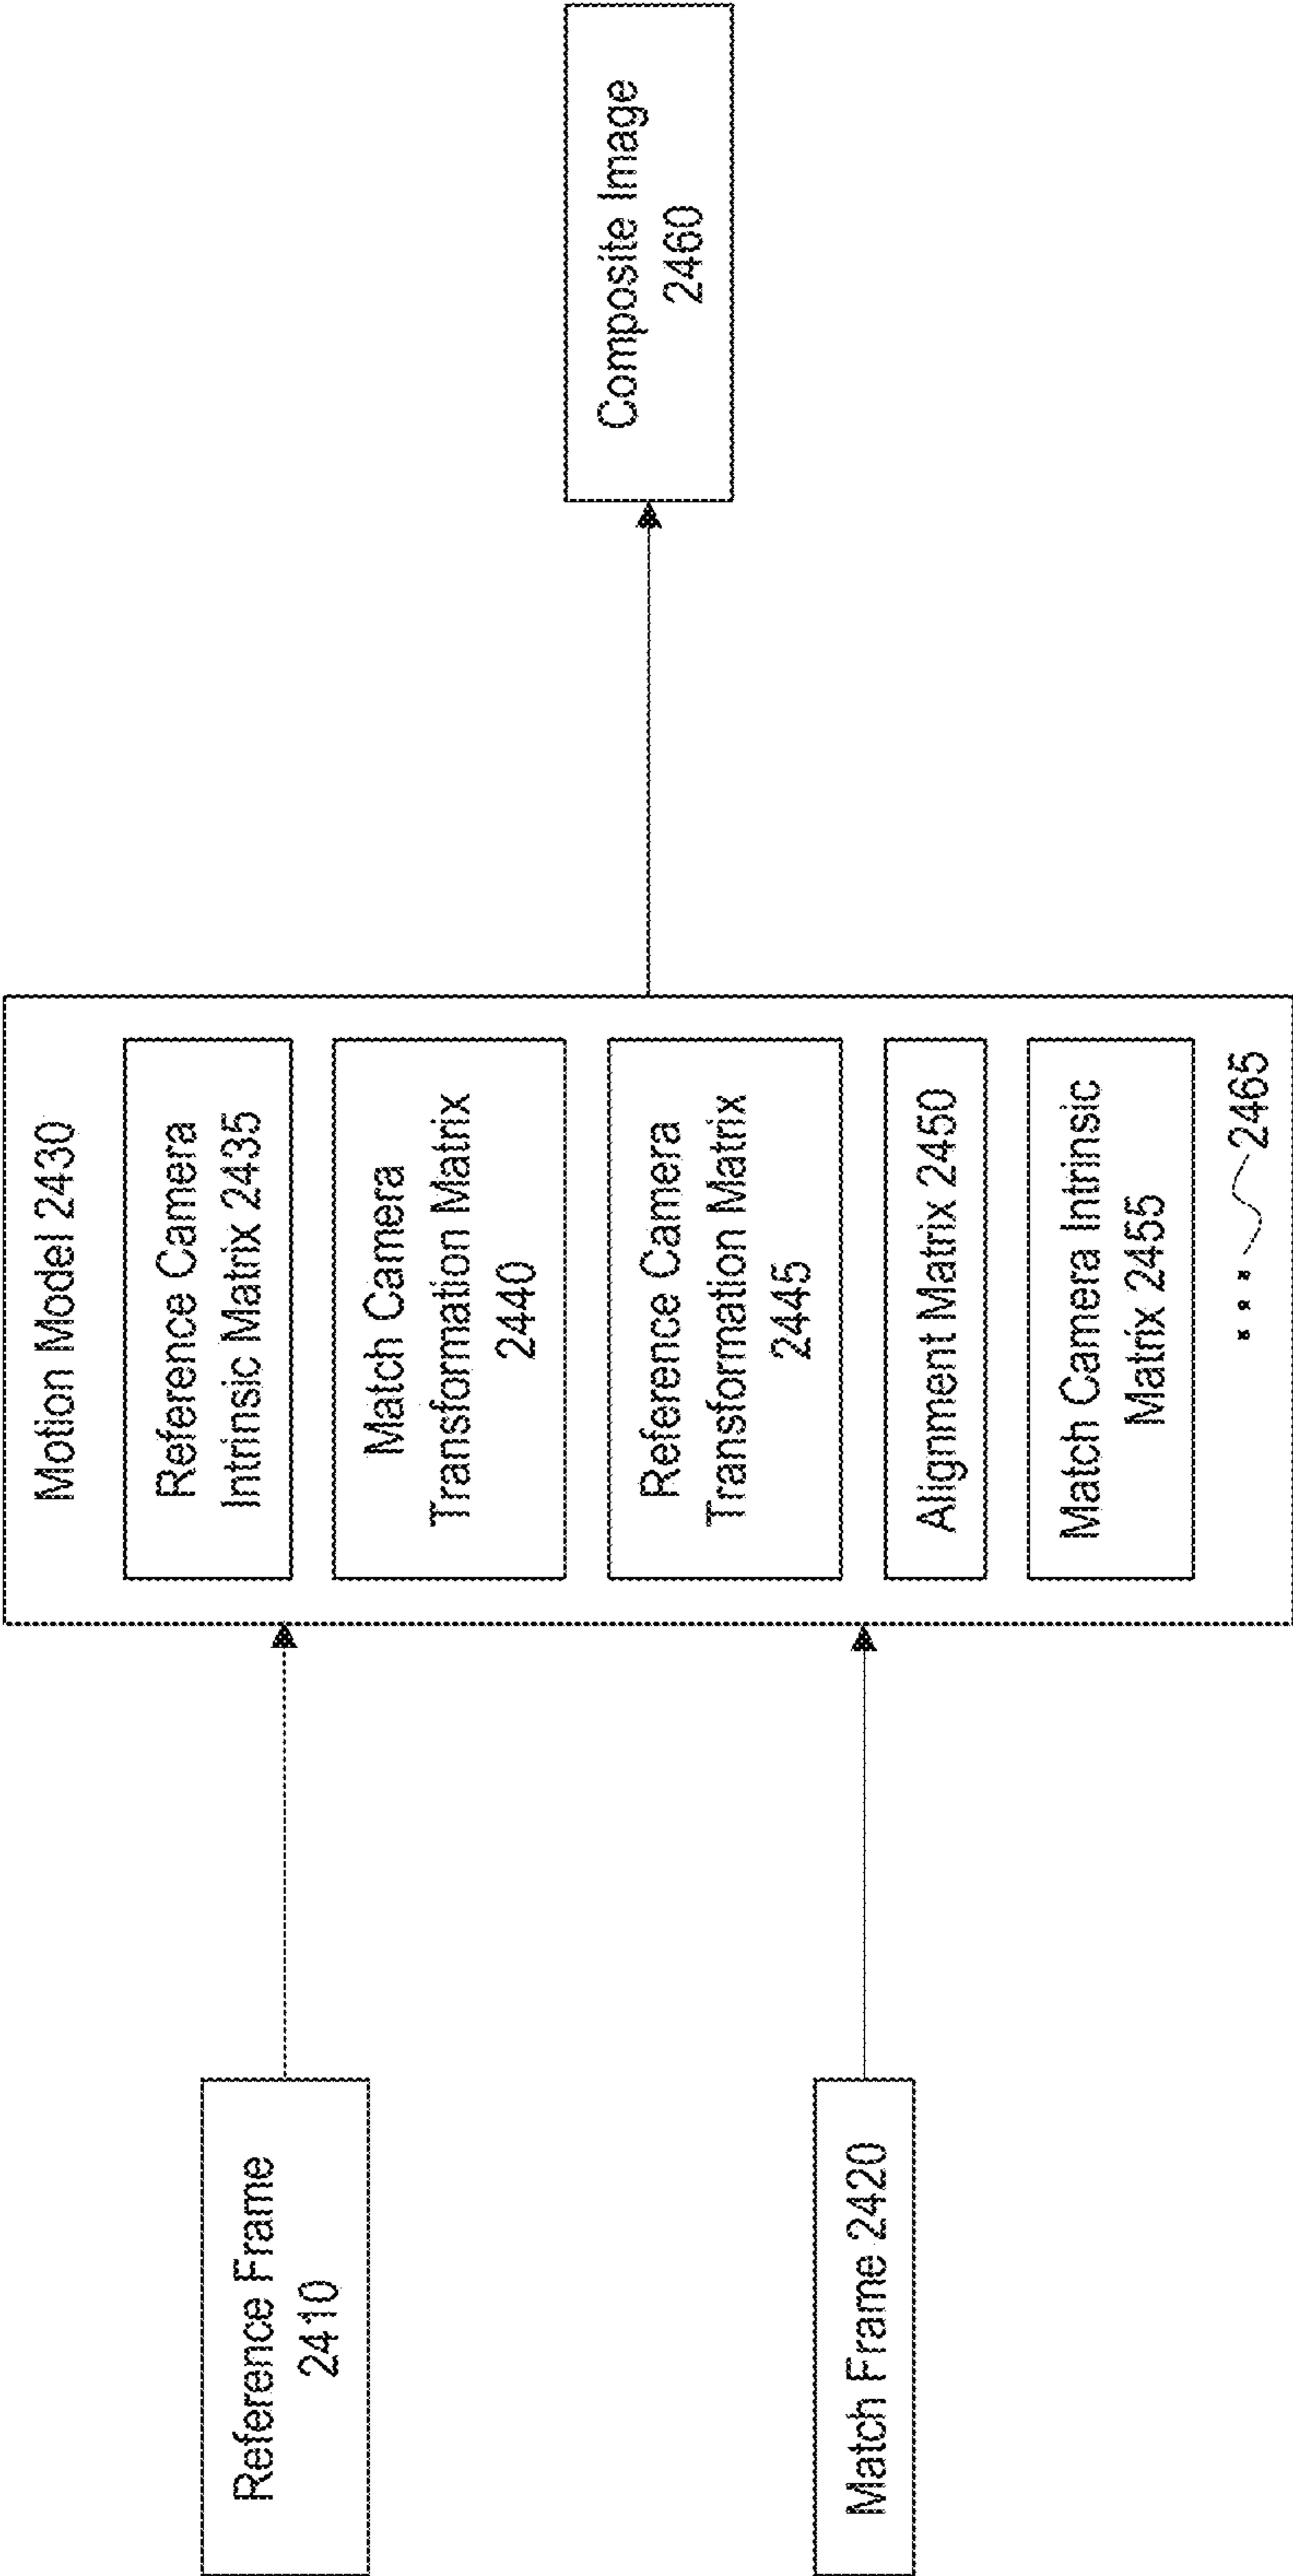 Reference Frame
2410
Match Frame 2420
Motion Model 2430
Reference Camera
Intrinsic Matrix 2435
Match Camera
Transformation Matrix
2440
Reference Camera
Transformation Matrix
2445
Alignment Matrix 2450
Match Camera Intrinsic
Matrix 2455
2465
Composite Image
2460